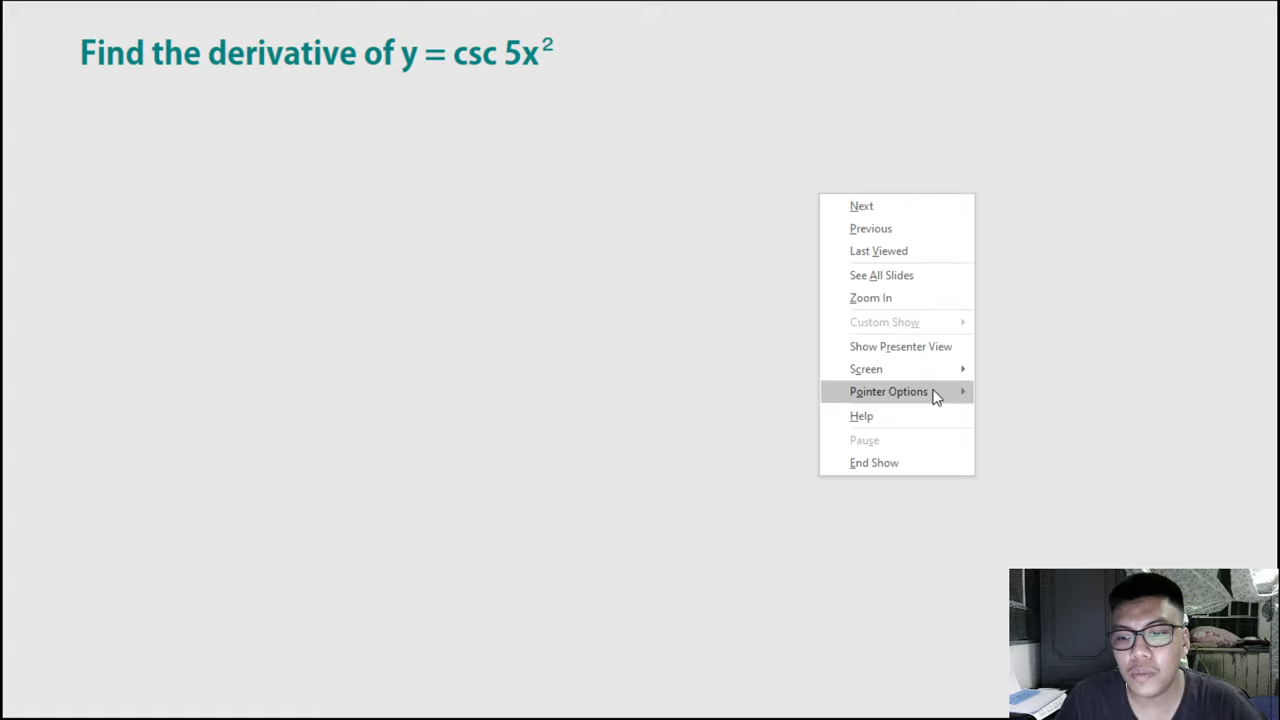 Find the derivative of y = csc 5x²
Next
Previous
Last Viewed
See All Slides
Zoom In
Custom Show
Show Presenter View
Screen
Pointer Options
Help
Pause
End Show